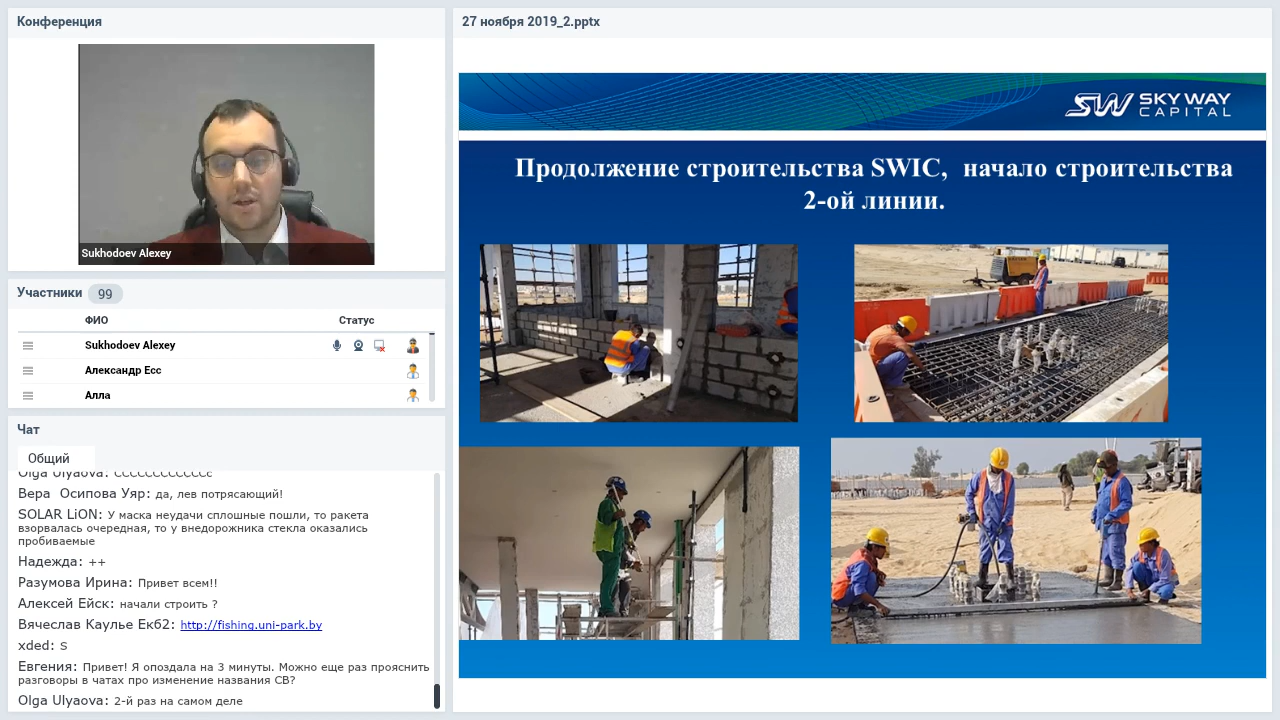 Конференция
Sukhodoev Alexey
Участники 99
ФИО Статус
Sukhodoev Alexey
Александр Есс
Алла
Чат
Общий
Olga Ulyaova: СССССССССССС
Вера Осипова Уяр: да, лев потрясающий!
SOLAR LiON: У маска неудачи сплошные пошли, то ракета
взорвалась очередная, то у внедорожника стекла оказались
пробиваемые
Надежда: ++
Разумова Ирина: Привет всем!!
Алексей Ейск: начали строить ?
Вячеслав Каулье Ек62: http://fishing.uni-park.by
xded: S
Евгения: Привет! Я опоздала на 3 минуты. Можно еще раз прояснить
разговоры в чатах про изменение названия СВ?
Olga Ulyaova: 2-й раз на самом деле
27 ноября 2019_2.pptx
SW SKY WAY
CAPITAL
Продолжение строительства SWIC, начало строительства
2-ой линии.